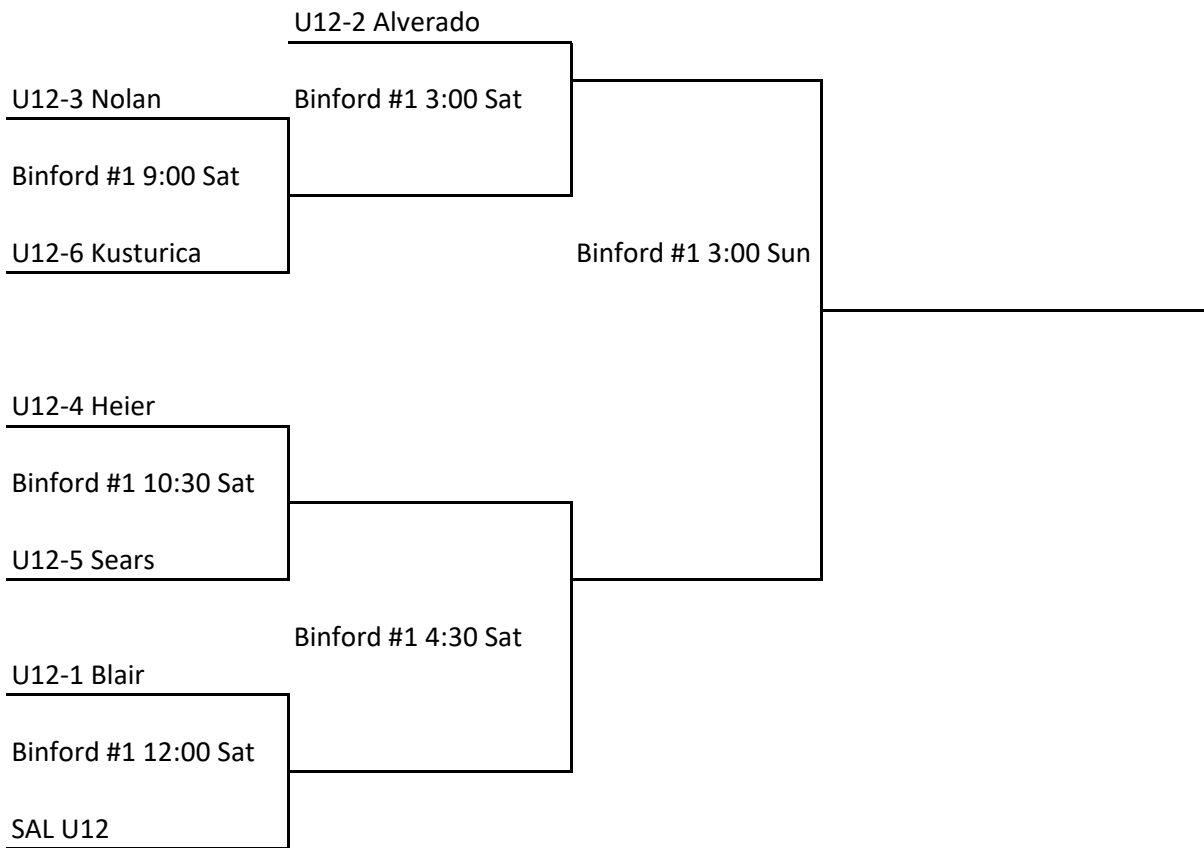 U12-2 Alverado
U12-3 Nolan
Binford #1 3:00 Sat
Binford #1 9:00 Sat
U12-6 Kusturica
Binford #1 3:00 Sun
U12-4 Heier
Binford #1 10:30 Sat
U12-5 Sears
Binford #1 4:30 Sat
U12-1 Blair
Binford #1 12:00 Sat
SAL U12